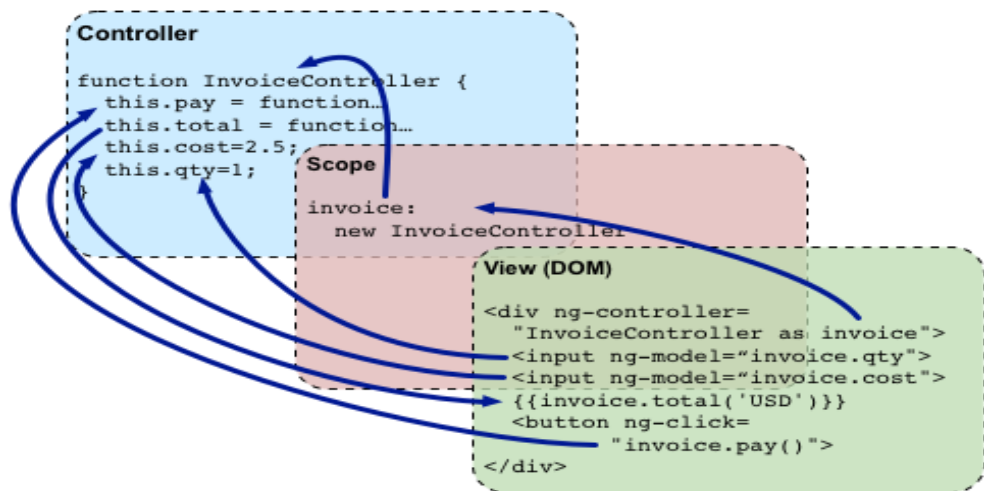 Controller
function InvoiceController {
this.pay = function…
this.total = function…
this.cost=2.5;
this.qty=1;
}
Scope
invoice:
new InvoiceController
View (DOM)
<div ng-controller=
"InvoiceController as invoice">
<input ng-model=“invoice.qty">
<input ng-model=“invoice.cost">
{{invoice.total('USD')}}
<button ng-click=
"invoice.pay()">
</div>